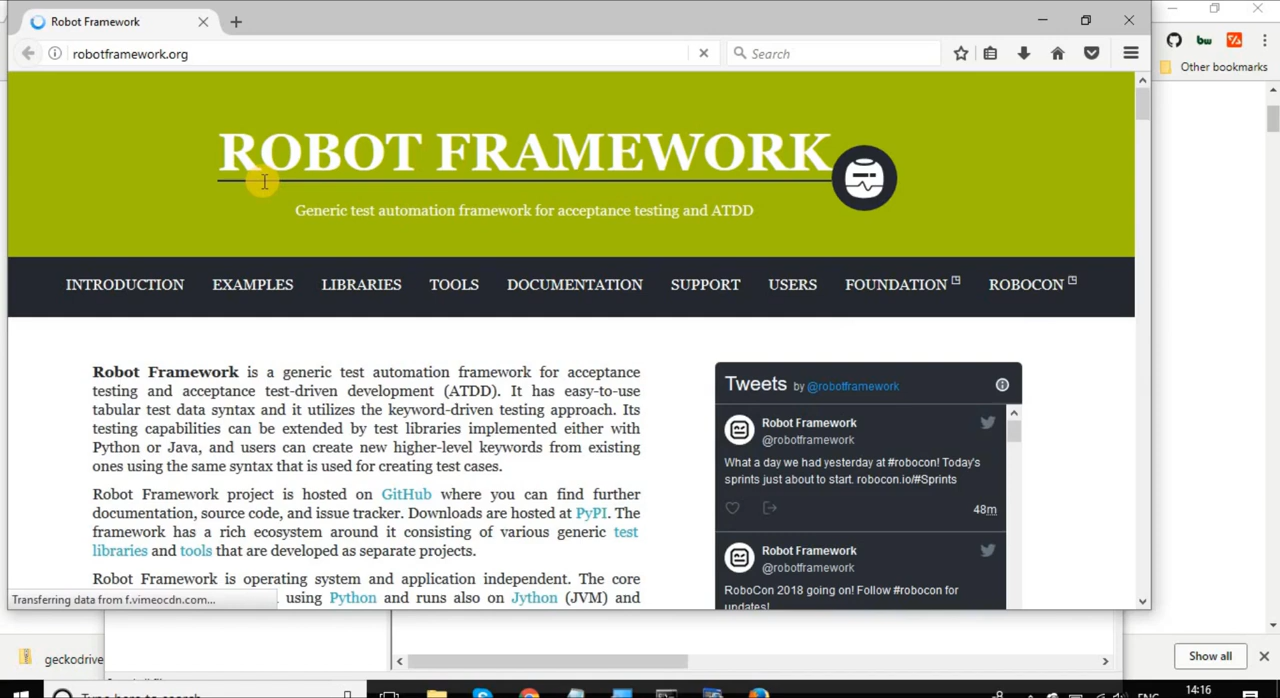 Robot Framework
robotframework.org
Search
Other bookmarks
ROBOT FRAMEWORK
Generic test automation framework for acceptance testing and ATDD
INTRODUCTION EXAMPLES LIBRARIES TOOLS DOCUMENTATION SUPPORT USERS FOUNDATION ROBOCON
Robot Framework is a generic test automation framework for acceptance
testing and acceptance test-driven development (ATDD). It has easy-to-use
tabular test data syntax and it utilizes the keyword-driven testing approach. Its
testing capabilities can be extended by test libraries implemented either with
Python or Java, and users can create new higher-level keywords from existing
ones using the same syntax that is used for creating test cases.
Robot Framework project is hosted on GitHub where you can find further
documentation, source code, and issue tracker. Downloads are hosted at PyPI. The
framework has a rich ecosystem around it consisting of various generic test
libraries and tools that are developed as separate projects.
Robot Framework is operating system and application independent. The core
using Python and runs also on Jython (JVM) and
Tweets by @robotframework
Robot Framework
@robotframework
What a day we had yesterday at #robocon! Today's
sprints just about to start. robocon.io/#Sprints
48m
Robot Framework
@robotframework
RoboCon 2018 going on! Follow #robocon for
updates!
Transferring data from f.vimeocdn.com...
geckodrive
Show all
Type here to search
ENG
14:16